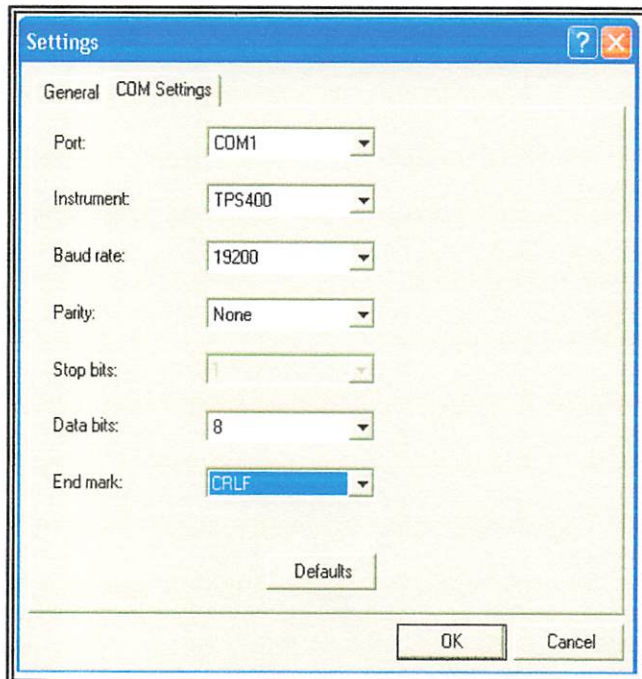 Settings
General COM Settings
Port: COM1
Instrument: TPS400
Baud rate: 19200
Parity: None
Stop bits: 1
Data bits: 8
End mark: CRLF
Defaults
OK Cancel